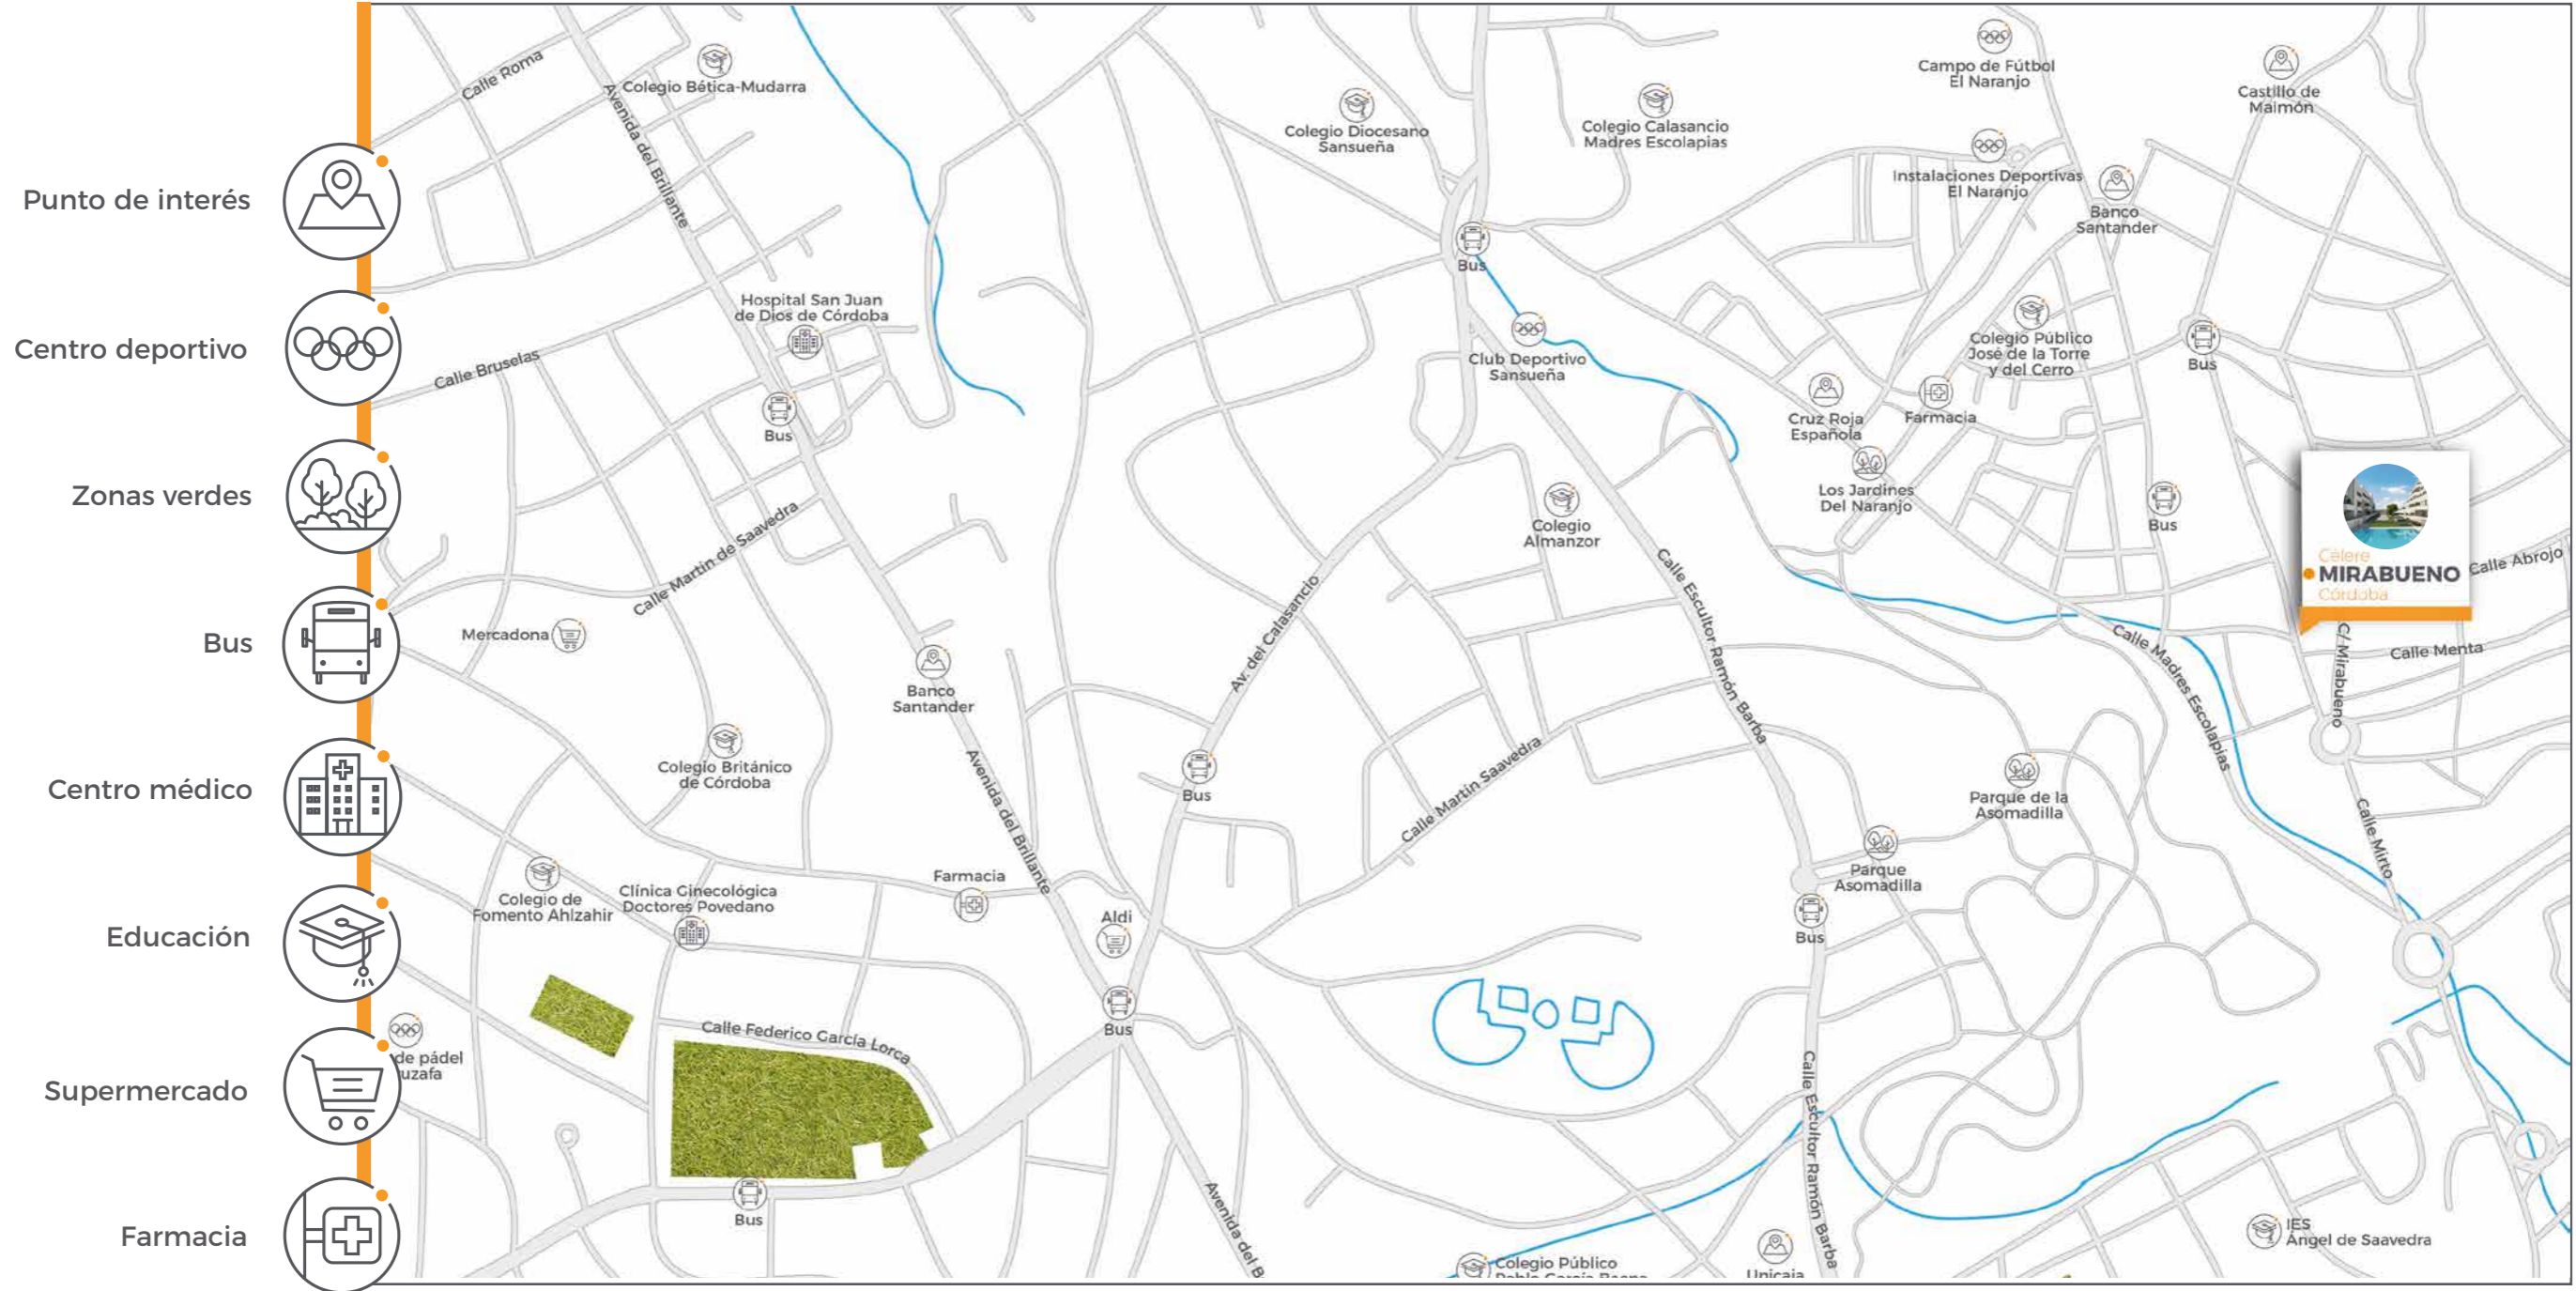 Punto de interés
Centro deportivo
Zonas verdes
Bus
Centro médico
Educación
Supermercado
Farmacia
Calle Roma
Avenida del Brillante
Colegio Bética-Mudarra
Colegio Diocesano
Sansueña
Colegio Calasancio
Madres Escolapias
Campo de Fútbol
El Naranjo
Castillo de
Maimón
Instalaciones Deportivas
El Naranjo
Banco
Santander
Bus
Hospital San Juan
de Dios de Córdoba
Calle Bruselas
Bus
Club Deportivo
Sansueña
Colegio Público
José de la Torre
y del Cerro
Bus
Cruz Roja
Española
Farmacia
Los Jardines
Del Naranjo
Bus
Colegio
Almanzor
Calle Martín de Saavedra
Célere
MIRABUENO
Córdoba
Calle Abrojo
Mercadona
Av. del Calasancio
Calle Escultor Ramón Barba
Calle Madres Escolapias
C/ Mirabueno
Calle Menta
Banco
Santander
Colegio Británico
de Córdoba
Avenida del Brillante
Bus
Calle Martín Saavedra
Parque de la
Asomadilla
Calle Mirto
Colegio de
Fomento Ahlzahir
Clínica Ginecológica
Doctores Povedano
Farmacia
Aldi
Parque
Asomadilla
Bus
Bus
Calle Federico García Lorca
de pádel
uzafa
Calle Escultor Ramón Barba
Bus
Avenida del B
Colegio Público
Unicaja
IES
Ángel de Saavedra